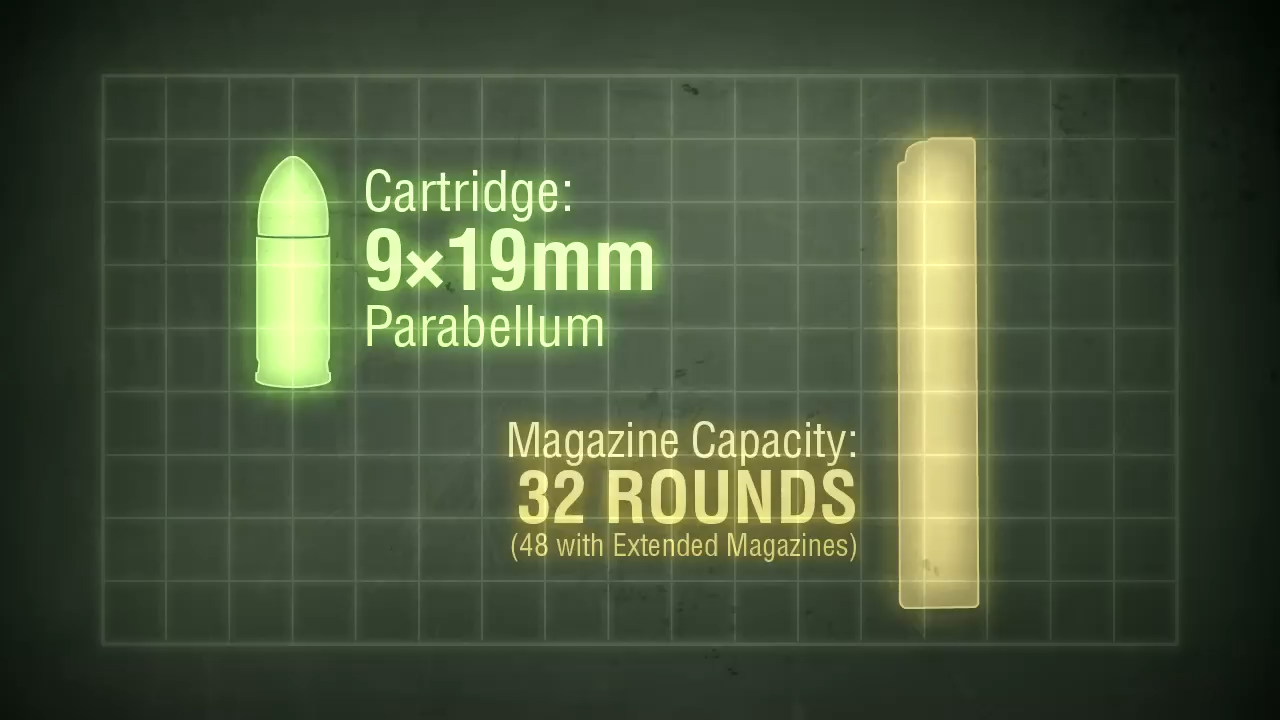 Cartridge:
9×19mm
Parabellum
Magazine Capacity:
32 ROUNDS
(48 with Extended Magazines)